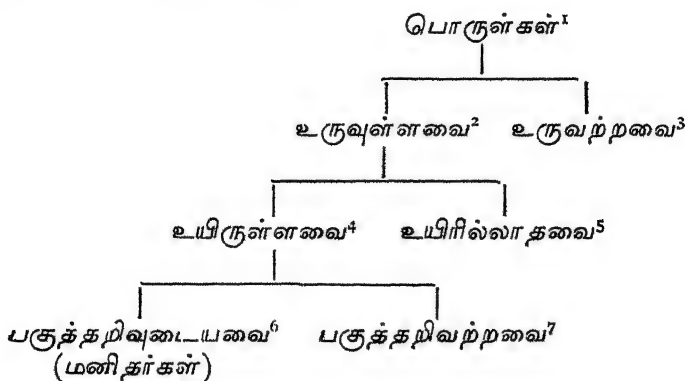 பொருள்கள்¹
உருவுள்ளவை² உருவற்றவை³
உயிருள்ளவை⁴ உயிரில்லாதவை⁵
பகுத்தறிவுடையவை⁶ பகுத்தறிவற்றவை⁷
(மனிதர்கள்)